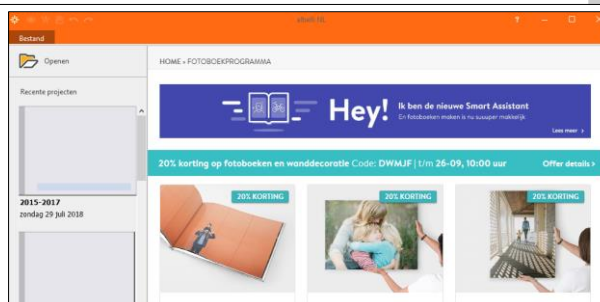 albelli.NL
?
Bestand
Openen
HOME » FOTOBOEKPROGRAMMA
Recente projecten
Hey!
Ik ben de nieuwe Smart Assistant
En fotoboeken maken is nu suuuper makkelijk
Lees meer >
20% korting op fotoboeken en wanddecoratie Code: DWMJF | t/m 26-09, 10:00 uur
Offer details >
20% KORTING
20% KORTING
20% KORTING
2015-2017
zondag 29 juli 2018